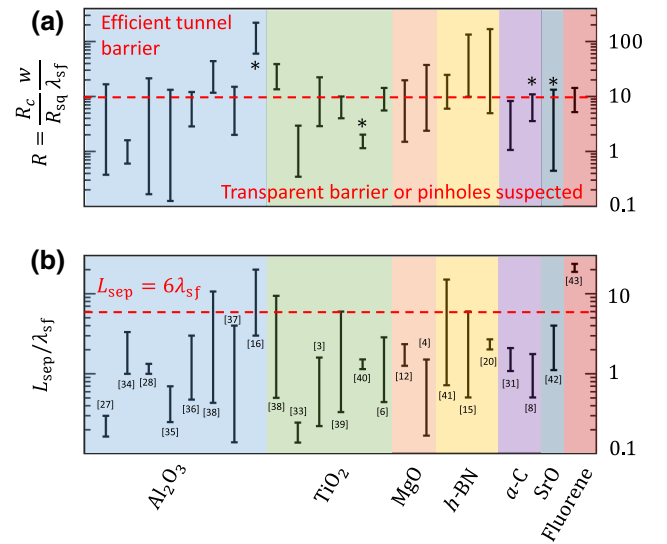 (a)
Efficient tunnel
barrier
*
* *
*
R = R_c/R_sq w/λ_sf
100
10
1
0.1
Transparent barrier or pinholes suspected
(b)
L_sep = 6λ_sf
L_sep/λ_sf
10
1
0.1
[27] [34] [28] [35] [36] [38] [37] [16] [38] [33] [3] [39] [40] [6] [12] [4] [41] [15] [20] [31] [8] [42] [43]
Al₂O₃
TiO₂
MgO
h-BN
a-C
SrO
Fluorene